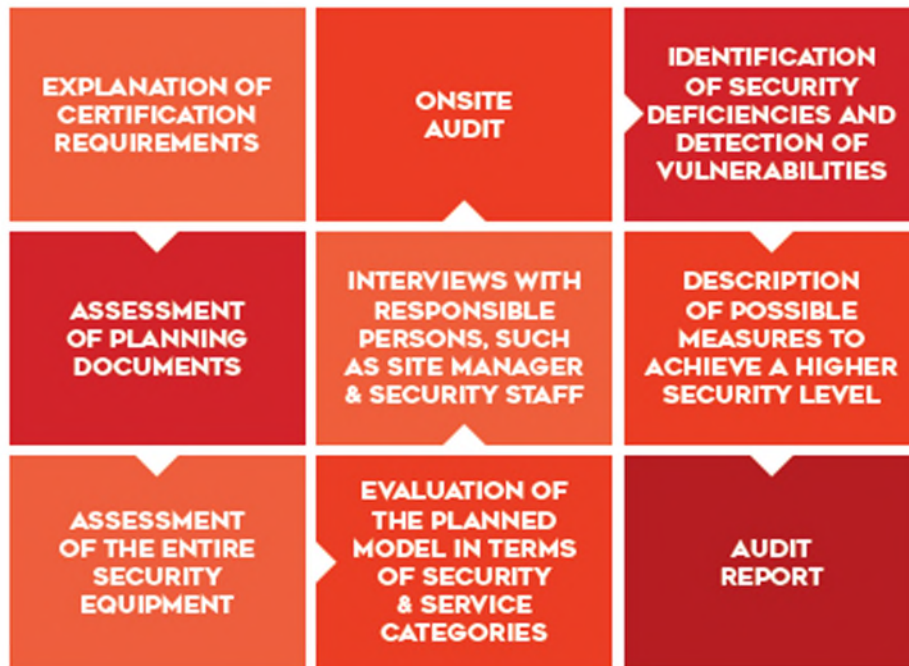 EXPLANATION OF
CERTIFICATION
REQUIREMENTS
ASSESSMENT
OF PLANNING
DOCUMENTS
ASSESSMENT
OF THE ENTIRE
SECURITY
EQUIPMENT
EVALUATION OF
THE PLANNED
MODEL IN TERMS
OF SECURITY
& SERVICE
CATEGORIES
INTERVIEWS WITH
RESPONSIBLE
PERSONS, SUCH
AS SITE MANAGER
& SECURITY STAFF
ONSITE
AUDIT
IDENTIFICATION
OF SECURITY
DEFICIENCIES AND
DETECTION OF
VULNERABILITIES
DESCRIPTION
OF POSSIBLE
MEASURES TO
ACHIEVE A HIGHER
SECURITY LEVEL
AUDIT
REPORT